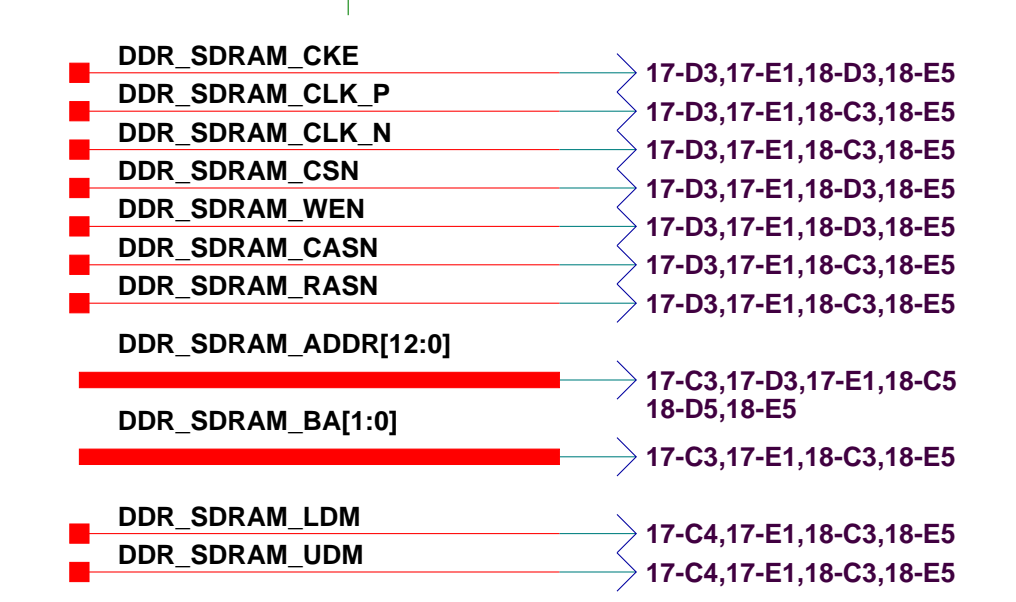 DDR_SDRAM_CKE
17-D3,17-E1,18-D3,18-E5
DDR_SDRAM_CLK_P
17-D3,17-E1,18-C3,18-E5
DDR_SDRAM_CLK_N
17-D3,17-E1,18-C3,18-E5
DDR_SDRAM_CSN
17-D3,17-E1,18-D3,18-E5
DDR_SDRAM_WEN
17-D3,17-E1,18-D3,18-E5
DDR_SDRAM_CASN
17-D3,17-E1,18-C3,18-E5
DDR_SDRAM_RASN
17-D3,17-E1,18-C3,18-E5
DDR_SDRAM_ADDR[12:0]
17-C3,17-D3,17-E1,18-C5
18-D5,18-E5
DDR_SDRAM_BA[1:0]
17-C3,17-E1,18-C3,18-E5
DDR_SDRAM_LDM
17-C4,17-E1,18-C3,18-E5
DDR_SDRAM_UDM
17-C4,17-E1,18-C3,18-E5